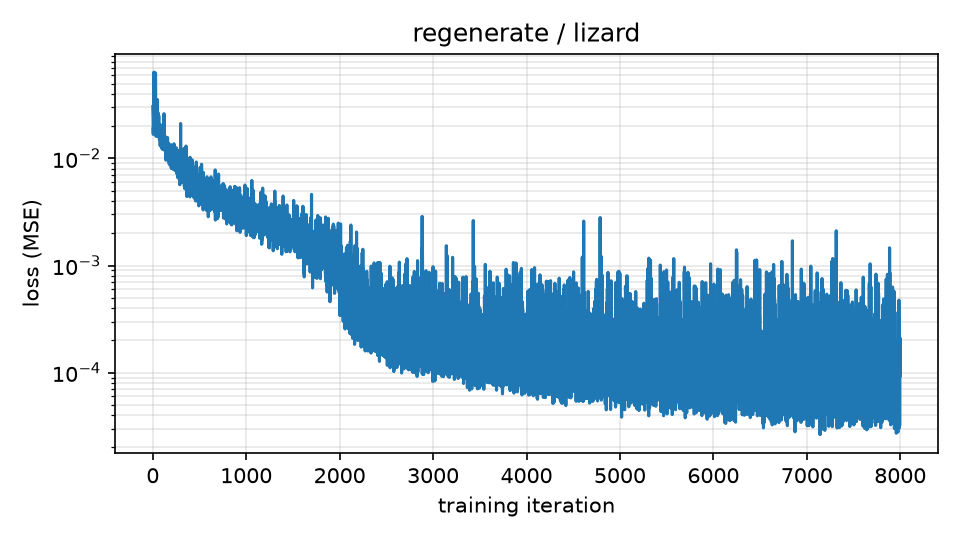 regenerate / lizard
loss (MSE)
10⁻²
10⁻³
10⁻⁴
0 1000 2000 3000 4000 5000 6000 7000 8000
training iteration